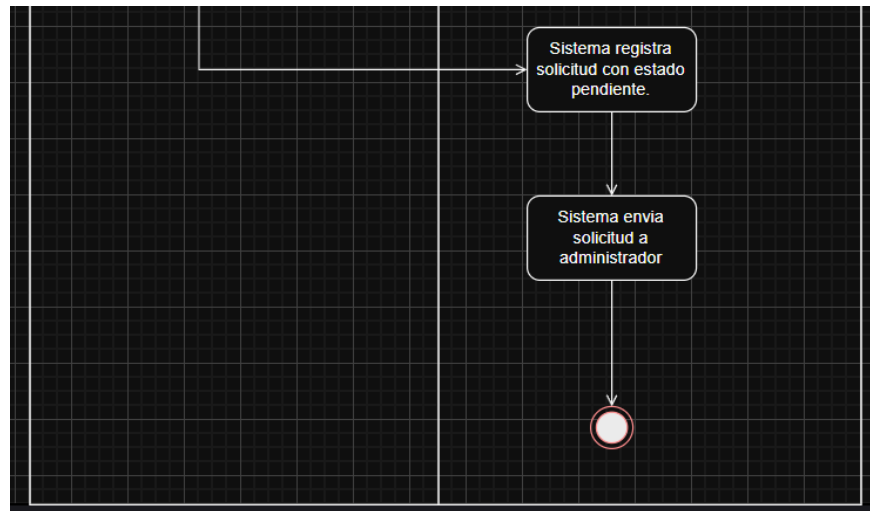 Sistema registra
solicitud con estado
pendiente.
Sistema envia
solicitud a
administrador